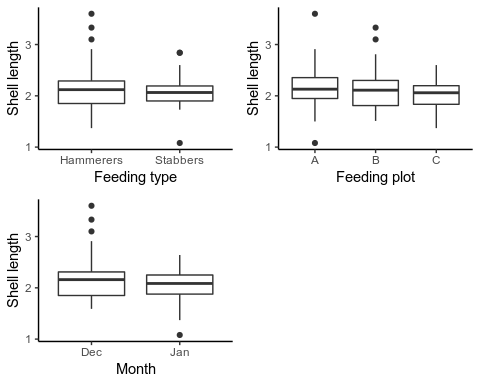 Shell length
3
2
1
Hammerers Stabbers
Feeding type
Shell length
3
2
1
A B C
Feeding plot
Shell length
3
2
1
Dec Jan
Month